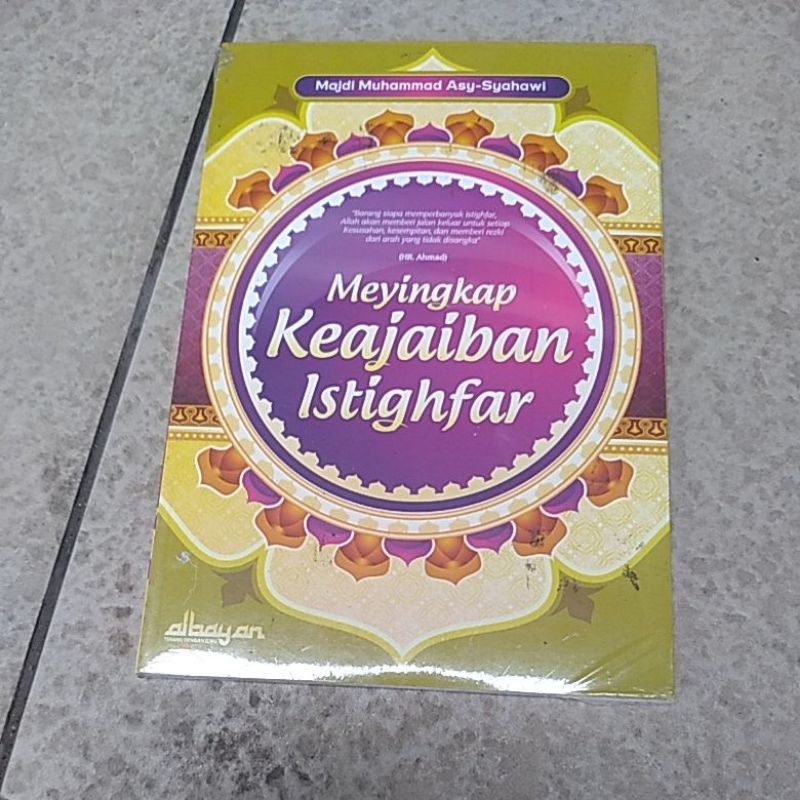 Majdi Muhammad Asy-Syahawi
"Barang siapa memperbanyak istighfar,
Allah akan memberi jalan keluar untuk setiap
Kesusahan, kesempitan, dan memberi rezki
dari arah yang tidak disangka"
(HR. Ahmad)
Meyingkap
Keajaiban
Istighfar
albayan